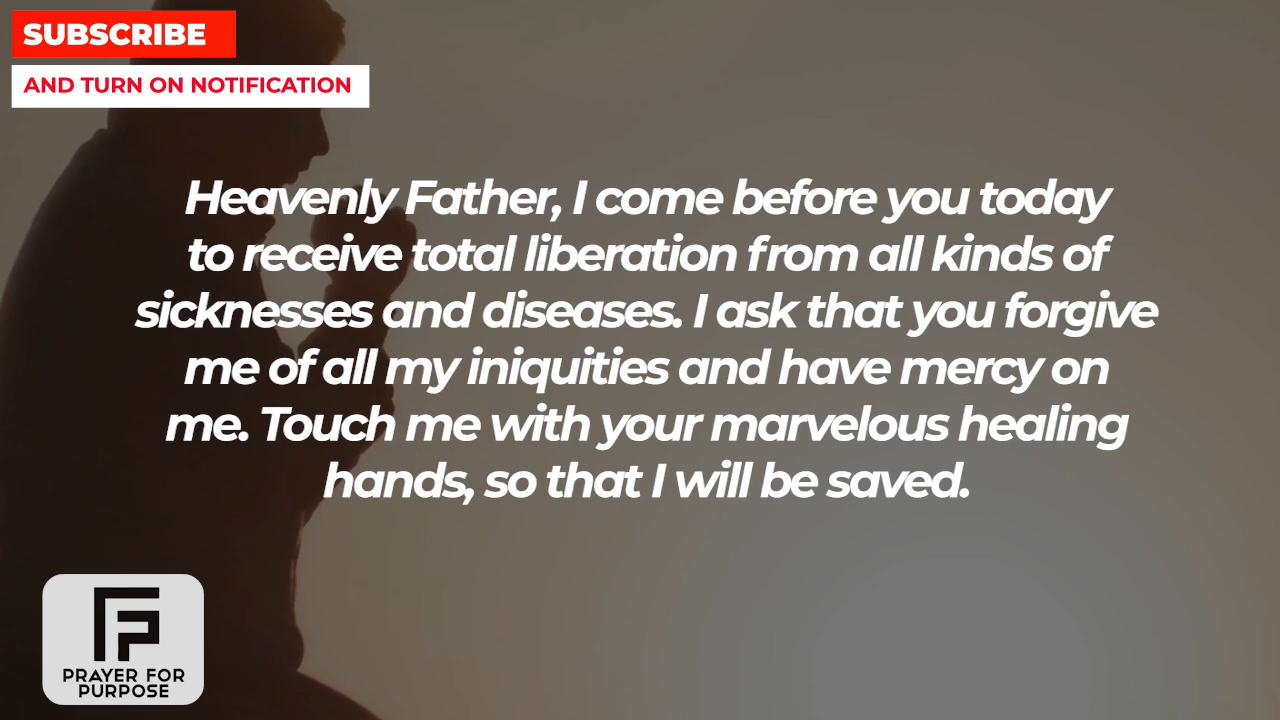 SUBSCRIBE
AND TURN ON NOTIFICATION
Heavenly Father, I come before you today
to receive total liberation from all kinds of
sicknesses and diseases. I ask that you forgive
me of all my iniquities and have mercy on
me. Touch me with your marvelous healing
hands, so that I will be saved.
PRAYER FOR
PURPOSE